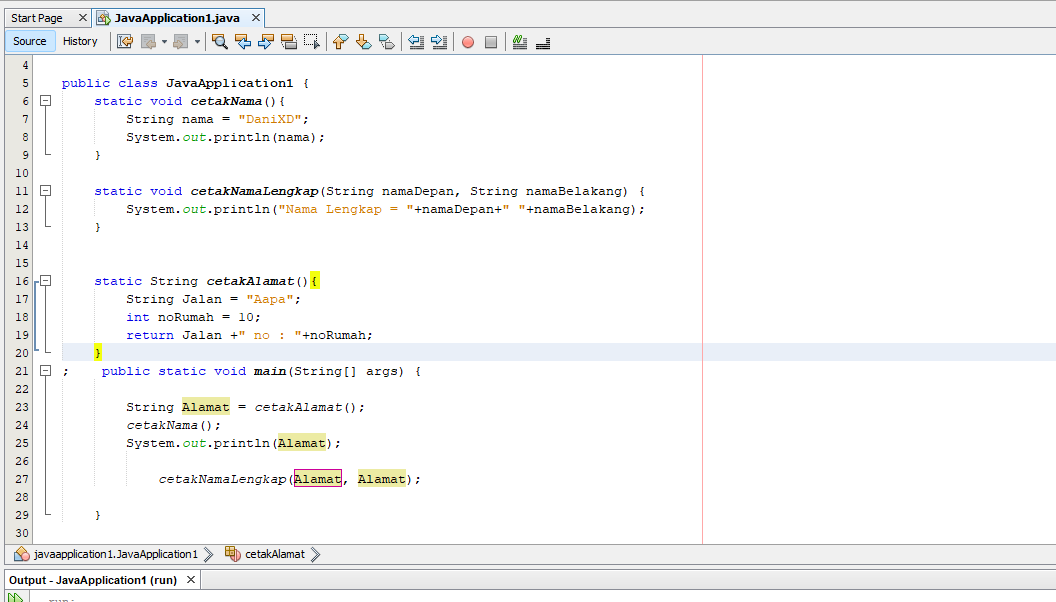 Start Page
JavaApplication1.java
Source History
4
5 public class JavaApplication1 {
6 static void cetakNama(){
7 String nama = "DaniXD";
8 System.out.println(nama);
9 }
10
11 static void cetakNamaLengkap(String namaDepan, String namaBelakang) {
12 System.out.println("Nama Lengkap = "+namaDepan+" "+namaBelakang);
13 }
14
15
16 static String cetakAlamat(){
17 String Jalan = "Aapa";
18 int noRumah = 10;
19 return Jalan +" no : "+noRumah;
20 }
21 ; public static void main(String[] args) {
22
23 String Alamat = cetakAlamat();
24 cetakNama();
25 System.out.println(Alamat);
26
27 cetakNamaLengkap(Alamat, Alamat);
28
29 }
30
javaapplication1.JavaApplication1 cetakAlamat
Output - JavaApplication1 (run)
run: